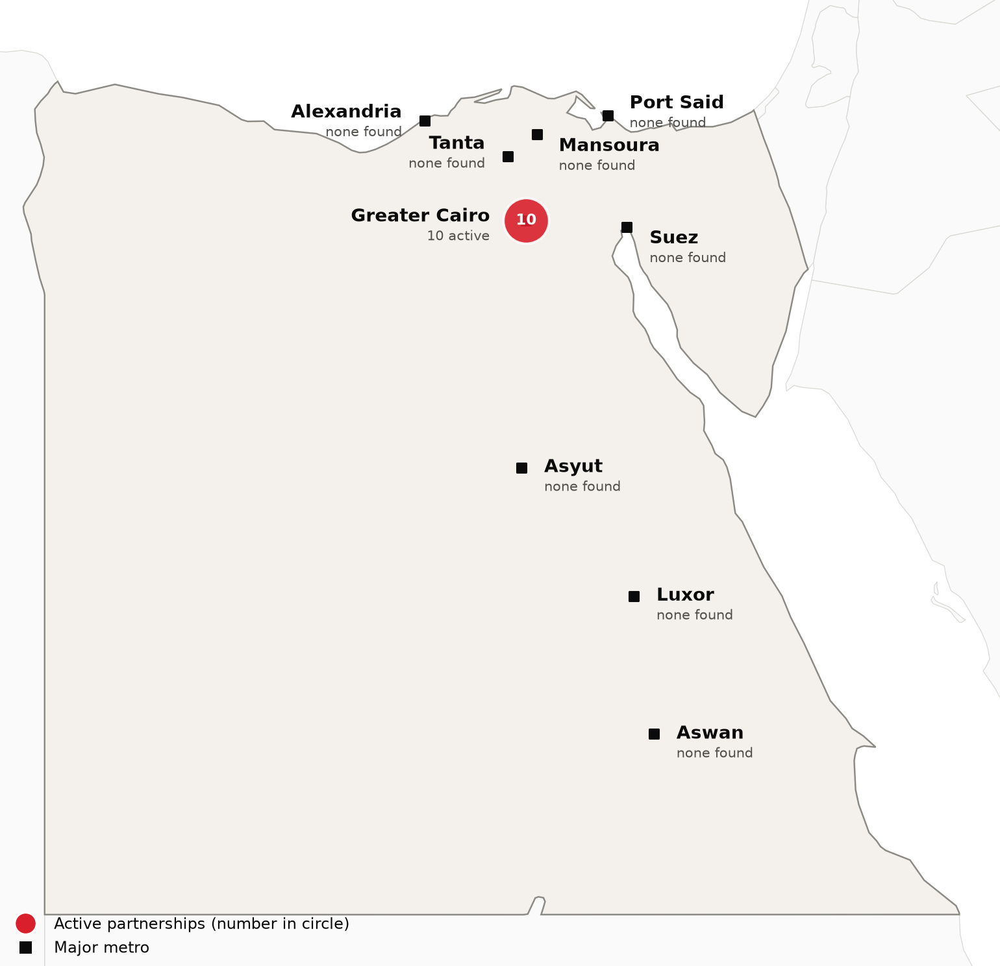 Alexandria
none found
Port Said
none found
Tanta
none found
Mansoura
none found
Greater Cairo
10 active
10
Suez
none found
Asyut
none found
Luxor
none found
Aswan
none found
Active partnerships (number in circle)
Major metro